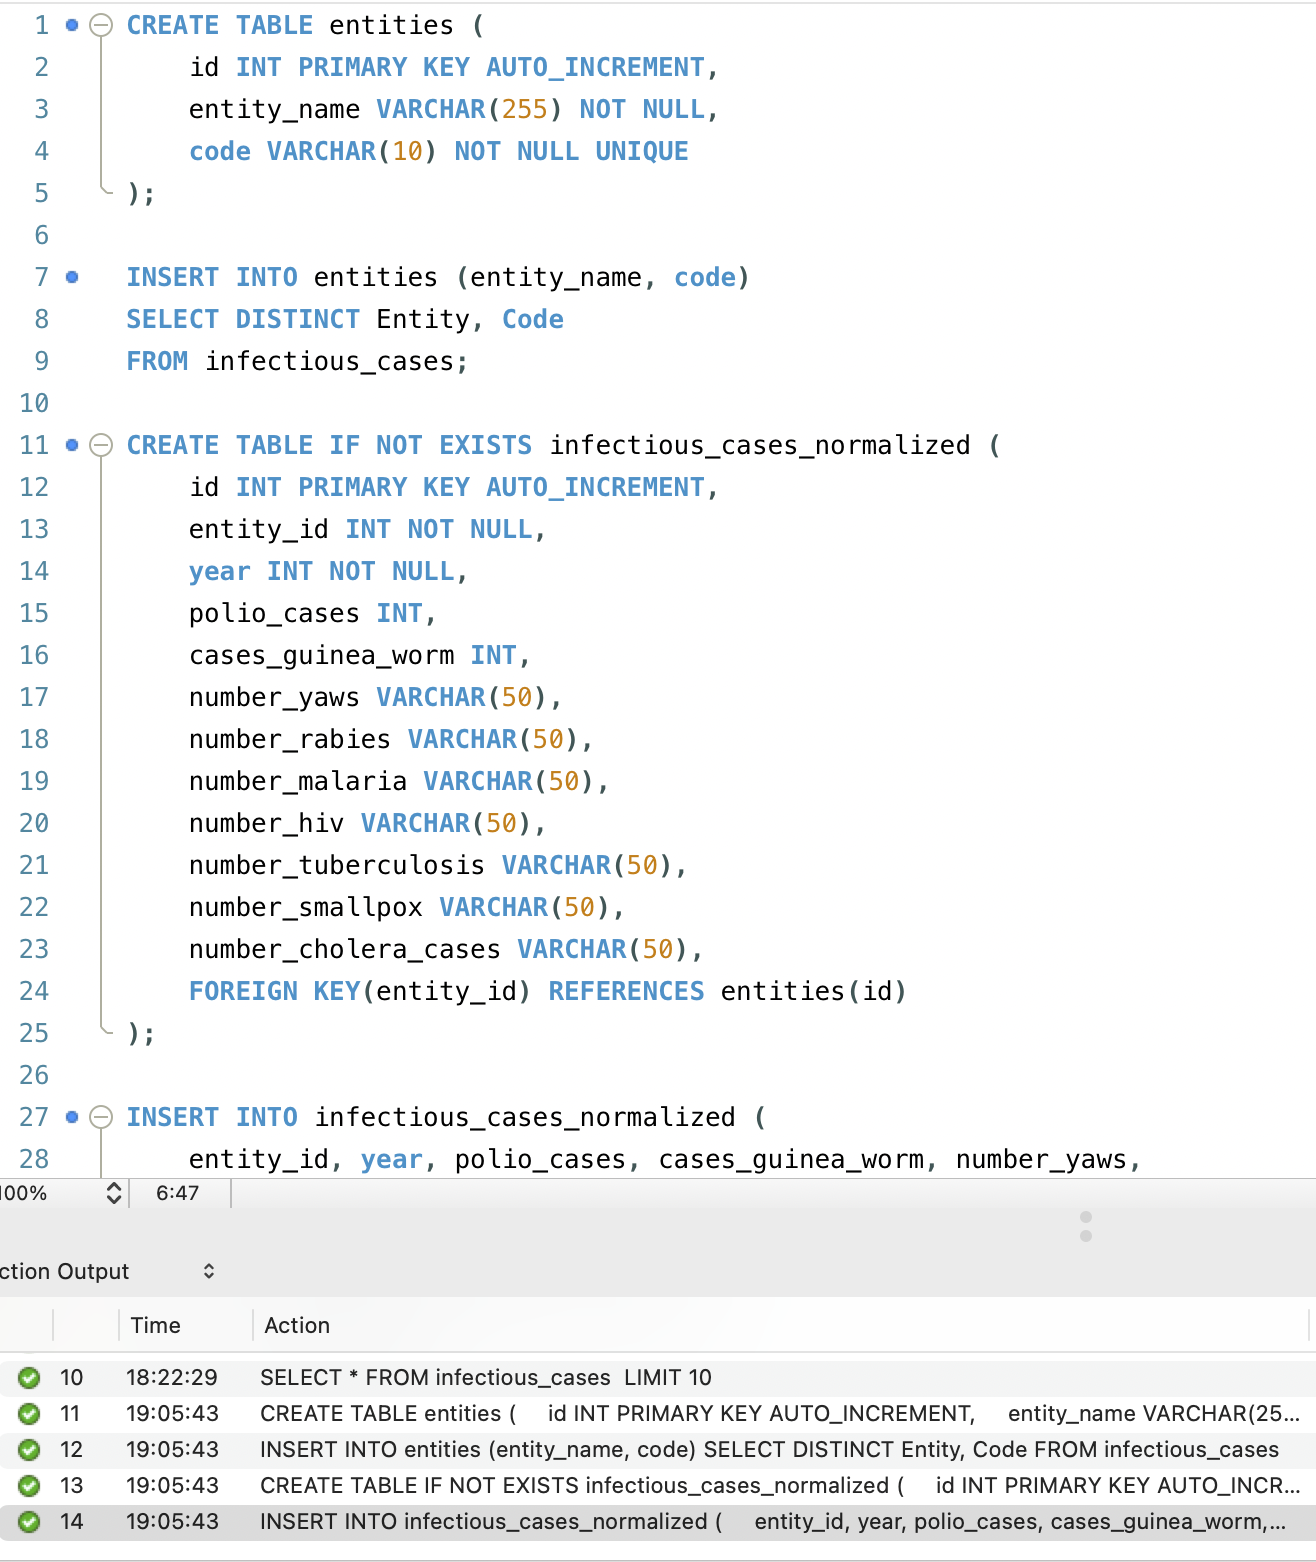 1 CREATE TABLE entities (
2 id INT PRIMARY KEY AUTO_INCREMENT,
3 entity_name VARCHAR(255) NOT NULL,
4 code VARCHAR(10) NOT NULL UNIQUE
5 );
6
7 INSERT INTO entities (entity_name, code)
8 SELECT DISTINCT Entity, Code
9 FROM infectious_cases;
10
11 CREATE TABLE IF NOT EXISTS infectious_cases_normalized (
12 id INT PRIMARY KEY AUTO_INCREMENT,
13 entity_id INT NOT NULL,
14 year INT NOT NULL,
15 polio_cases INT,
16 cases_guinea_worm INT,
17 number_yaws VARCHAR(50),
18 number_rabies VARCHAR(50),
19 number_malaria VARCHAR(50),
20 number_hiv VARCHAR(50),
21 number_tuberculosis VARCHAR(50),
22 number_smallpox VARCHAR(50),
23 number_cholera_cases VARCHAR(50),
24 FOREIGN KEY(entity_id) REFERENCES entities(id)
25 );
26
27 INSERT INTO infectious_cases_normalized (
28 entity_id, year, polio_cases, cases_guinea_worm, number_yaws,
100% 6:47
ction Output
Time Action
10 18:22:29 SELECT * FROM infectious_cases LIMIT 10
11 19:05:43 CREATE TABLE entities ( id INT PRIMARY KEY AUTO_INCREMENT, entity_name VARCHAR(25...
12 19:05:43 INSERT INTO entities (entity_name, code) SELECT DISTINCT Entity, Code FROM infectious_cases
13 19:05:43 CREATE TABLE IF NOT EXISTS infectious_cases_normalized ( id INT PRIMARY KEY AUTO_INCR...
14 19:05:43 INSERT INTO infectious_cases_normalized ( entity_id, year, polio_cases, cases_guinea_worm,...